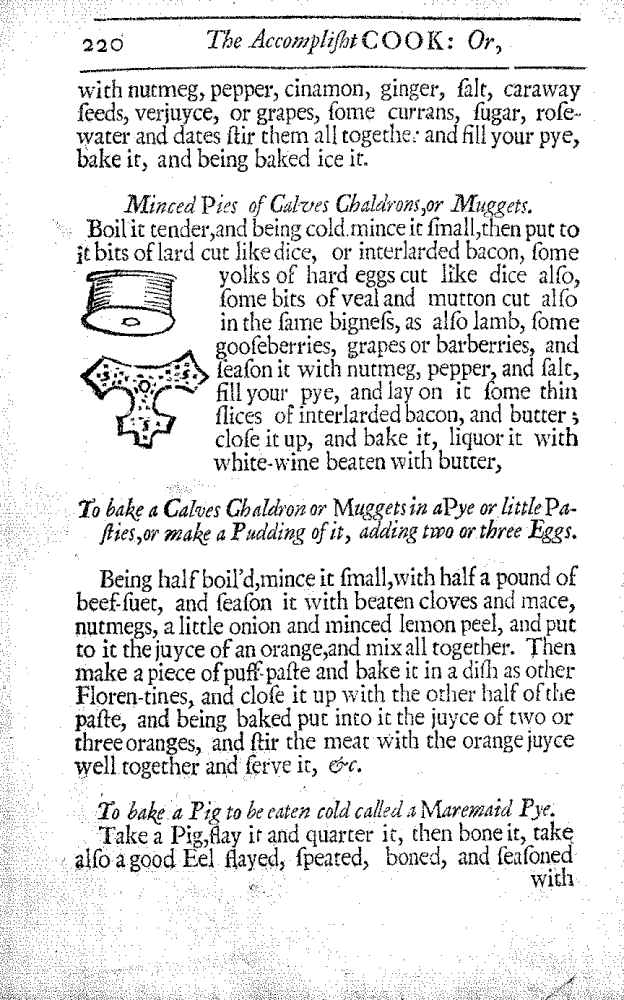 220 The Accompliſht COOK: Or,
with nutmeg, pepper, cinamon, ginger, ſalt, caraway
ſeeds, verjuyce, or grapes, ſome currans, ſugar, roſe-
water and dates ſtir them all together and fill your pye,
bake it, and being baked ice it.
Minced Pies of Calves Chaldrons,or Muggets.
Boil it tender,and being cold mince it ſmall,then put to
it bits of lard cut like dice, or interlarded bacon, ſome
yolks of hard eggs cut like dice alſo,
ſome bits of veal and mutton cut alſo
in the ſame bigneſs, as alſo lamb, ſome
gooſeberries, grapes or barberries, and
ſeaſon it with nutmeg, pepper, and ſalt,
fill your pye, and lay on it ſome thin
ſlices of interlarded bacon, and butter;
cloſe it up, and bake it, liquor it with
white-wine beaten with butter,
To bake a Calves Chaldron or Muggets in a Pye or little Pa-
ſties,or make a Pudding of it, adding two or three Eggs.
Being half boil'd,mince it ſmall,with half a pound of
beef-ſuet, and ſeaſon it with beaten cloves and mace,
nutmegs, a little onion and minced lemon peel, and put
to it the juyce of an orange,and mix all together. Then
make a piece of puff-paſte and bake it in a diſh as other
Floren-tines, and cloſe it up with the other half of the
paſte, and being baked put into it the juyce of two or
three oranges, and ſtir the meat with the orange juyce
well together and ſerve it, &c.
To bake a Pig to be eaten cold called a Maremaid Pye.
Take a Pig,flay it and quarter it, then bone it, take
alſo a good Eel flayed, ſpeated, boned, and ſeaſoned
with